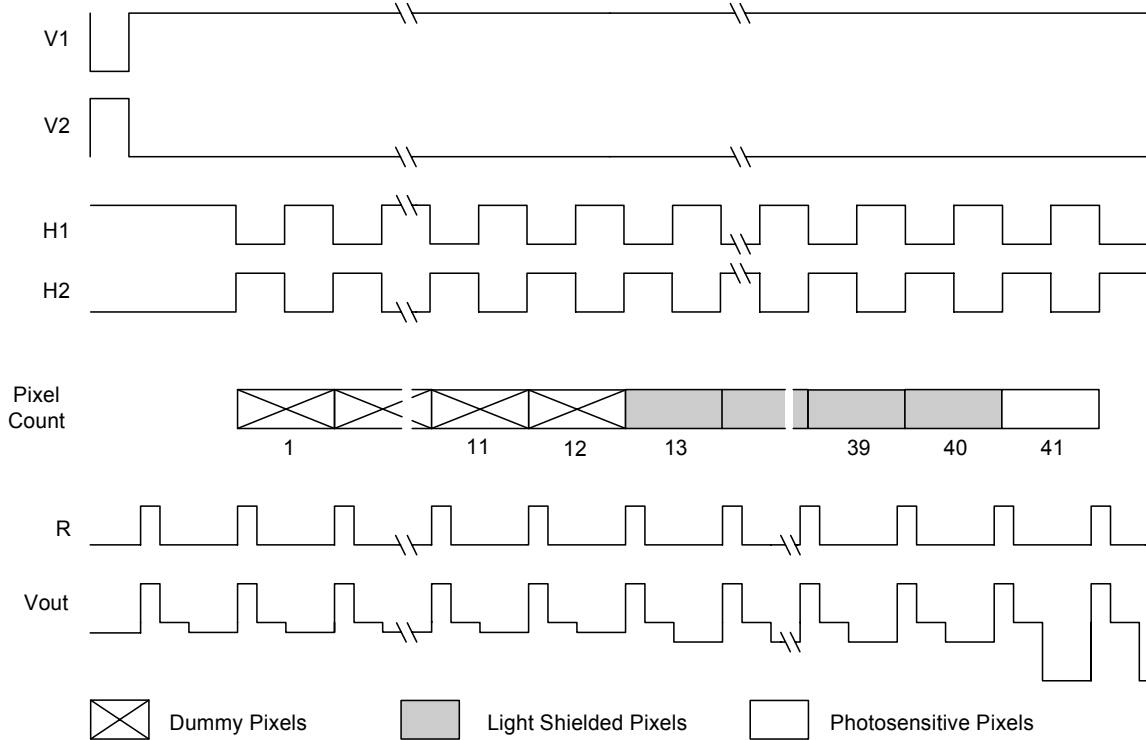 V1
V2
H1
H2
Pixel
Count
1 11 12 13 39 40 41
R
Vout
Dummy Pixels Light Shielded Pixels Photosensitive Pixels